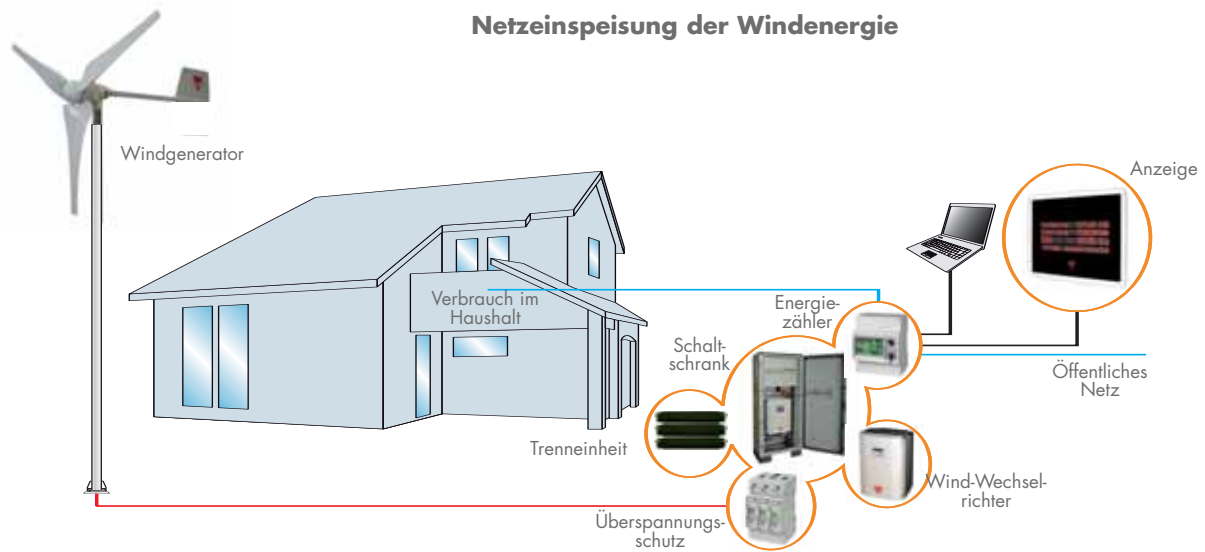 Netzeinspeisung der Windenergie
Windgenerator
Anzeige
Verbrauch im
Haushalt
Energie-
zähler
Schalt-
schrank
Öffentliches
Netz
Trenneinheit
Wind-Wechsel-
richter
Überspannungs-
schutz